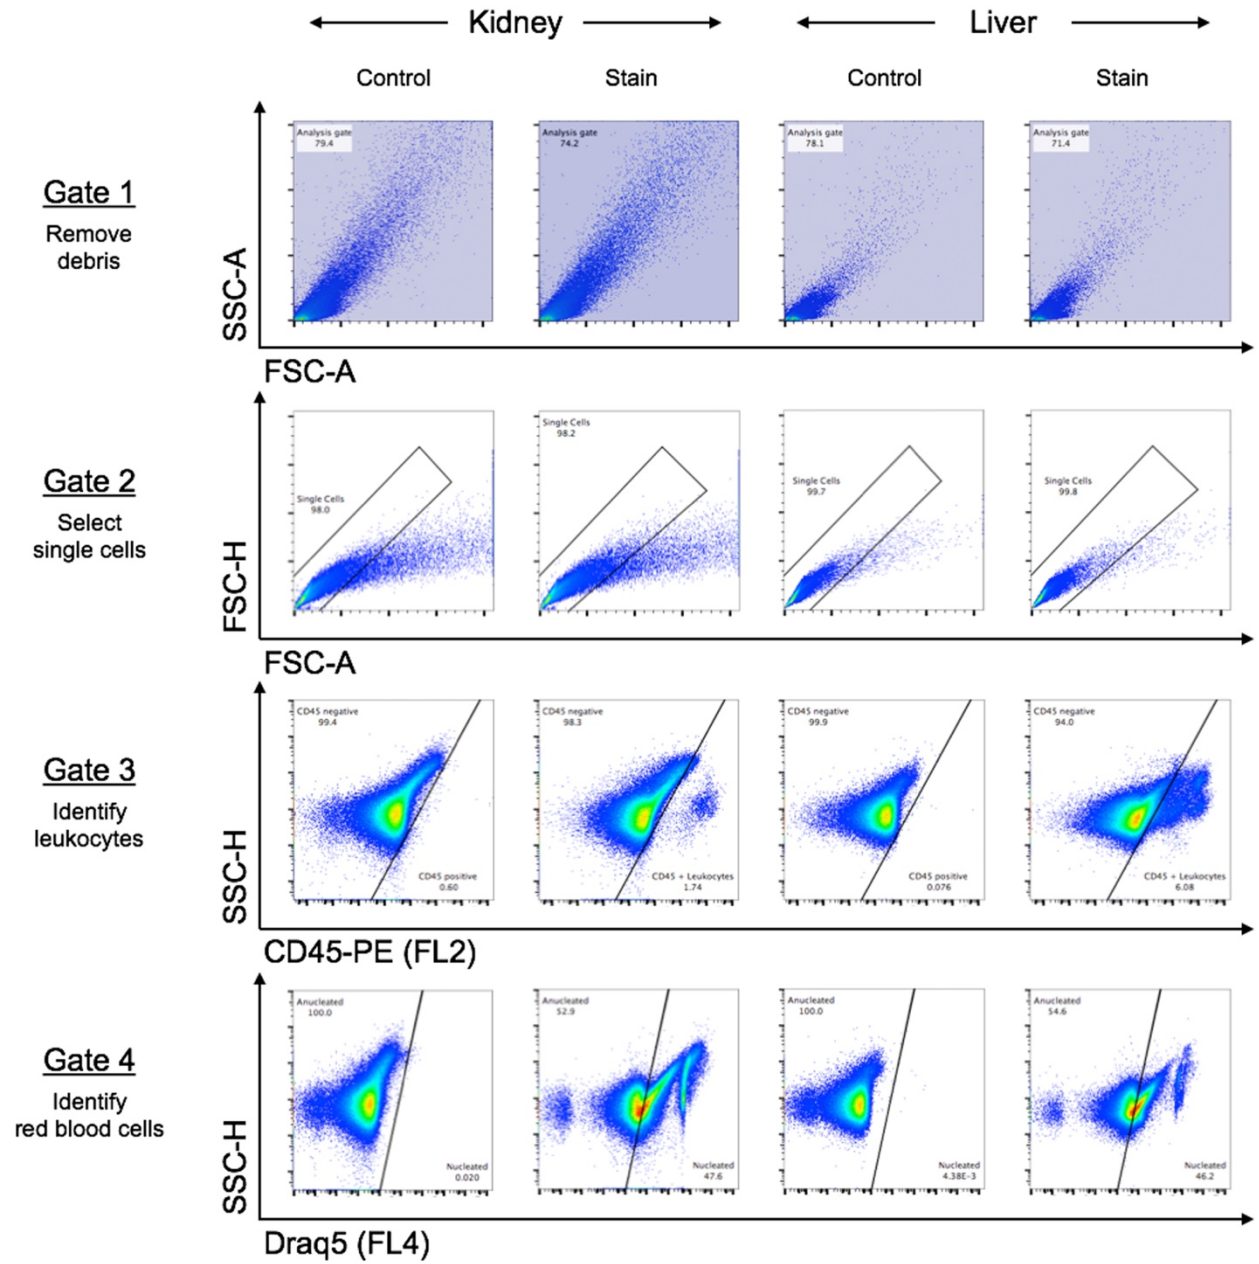 Kidney
Liver
Control
Stain
Control
Stain
Gate 1
Remove
debris
SSC-A
Analysis gate
79.4
Analysis gate
74.2
Analysis gate
78.1
Analysis gate
71.4
FSC-A
Gate 2
Select
single cells
FSC-H
Single Cells
98.0
Single Cells
98.2
Single Cells
99.7
Single Cells
99.8
FSC-A
Gate 3
Identify
leukocytes
SSC-H
CD45 negative
99.4
CD45 positive
0.60
CD45 negative
98.3
CD45 + Leukocytes
1.74
CD45 negative
99.9
CD45 positive
0.076
CD45 negative
94.0
CD45 + Leukocytes
6.08
CD45-PE (FL2)
Gate 4
Identify
red blood cells
SSC-H
Anucleated
100.0
Nucleated
0.020
Anucleated
52.9
Nucleated
47.6
Anucleated
100.0
Nucleated
4.38E-3
Anucleated
54.6
Nucleated
46.2
Draq5 (FL4)